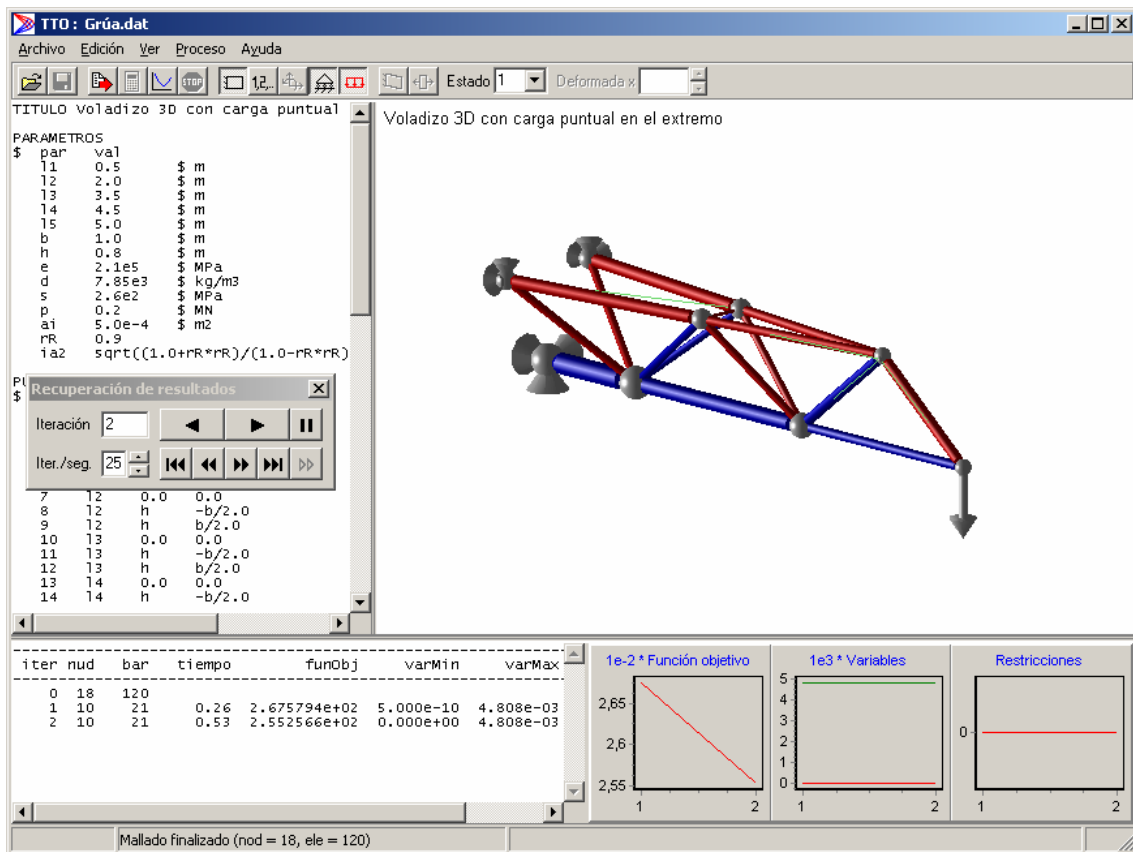 TTO : Grúa.dat
Archivo Edición Ver Proceso Ayuda
STOP 1,2,.. Estado 1 Deformada x
TITULO Voladizo 3D con carga puntual
PARAMETROS
$ par val
l1 0.5 $ m
l2 2.0 $ m
l3 3.5 $ m
l4 4.5 $ m
l5 5.0 $ m
b 1.0 $ m
h 0.8 $ m
e 2.1e5 $ MPa
d 7.85e3 $ kg/m3
s 2.6e2 $ MPa
p 0.2 $ MN
ai 5.0e-4 $ m2
rR 0.9
ia2 sqrt((1.0+rR*rR)/(1.0-rR*rR)
$
Recuperación de resultados
Iteración 2
Iter./seg. 25
7 l2 0.0 0.0
8 l2 h -b/2.0
9 l2 h b/2.0
10 l3 0.0 0.0
11 l3 h -b/2.0
12 l3 h b/2.0
13 l4 0.0 0.0
14 l4 h -b/2.0
Voladizo 3D con carga puntual en el extremo
iter nud bar tiempo funObj varMin varMax
0 18 120
1 10 21 0.26 2.675794e+02 5.000e-10 4.808e-03
2 10 21 0.53 2.552566e+02 0.000e+00 4.808e-03
1e-2 * Función objetivo
2,65
2,6
2,55
1 2
1e3 * Variables
5
4
3
2
1
0
1 2
Restricciones
0
1 2
Mallado finalizado (nod = 18, ele = 120)